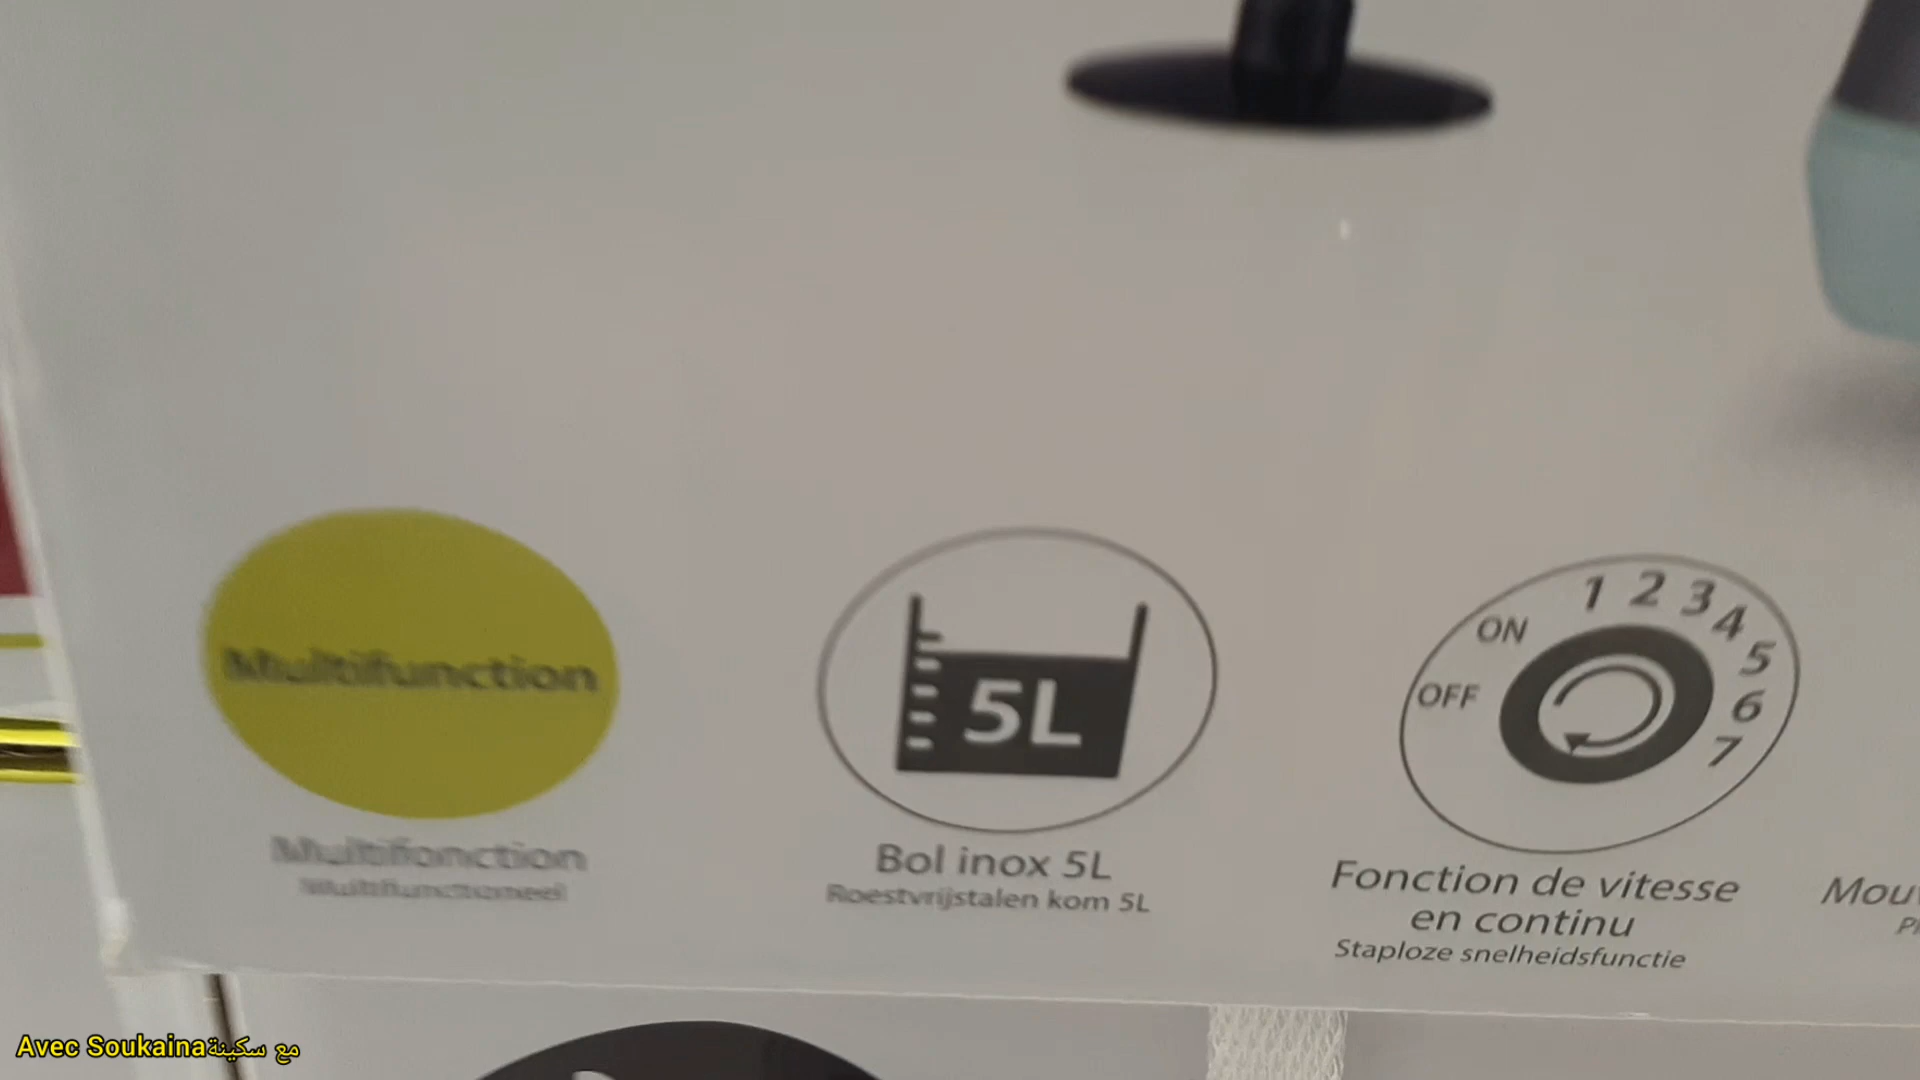 Multifunction
Multifonction
Multifunctioneel
5L
Bol inox 5L
Roestvrijstalen kom 5L
OFF ON 1 2 3 4 5 6 7
Fonction de vitesse
en continu
Staploze snelheidsfunctie
Avec Soukaina مع سكينة